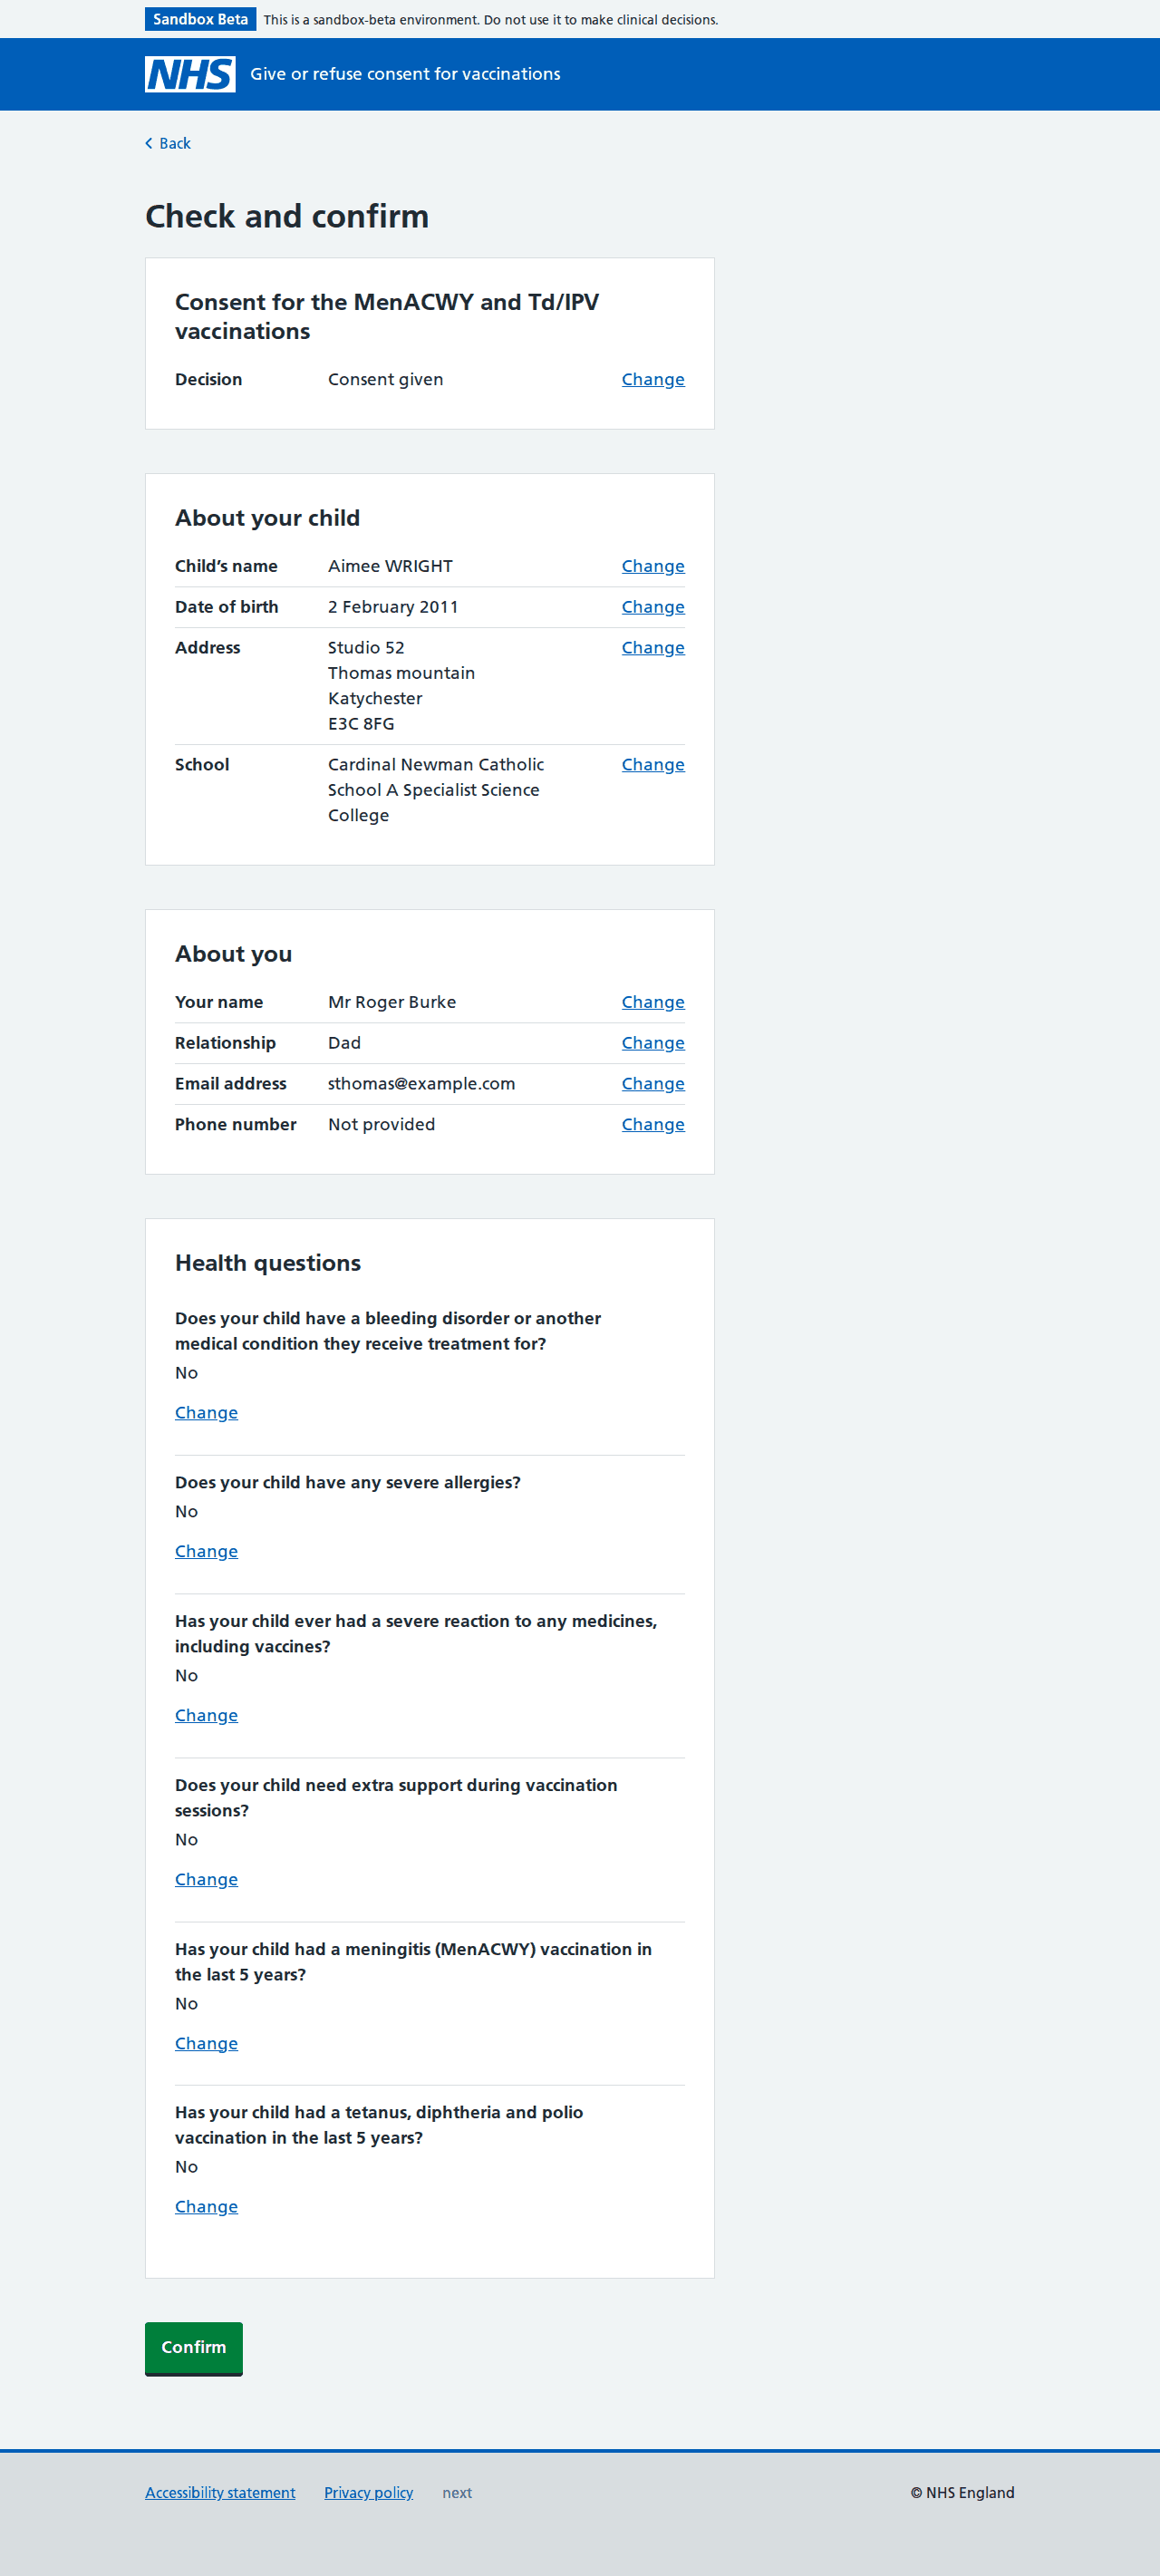 Sandbox Beta This is a sandbox-beta environment. Do not use it to make clinical decisions.
NHS Give or refuse consent for vaccinations
Back
Check and confirm
Consent for the MenACWY and Td/IPV
vaccinations
Decision Consent given Change
About your child
Child’s name Aimee WRIGHT Change
Date of birth 2 February 2011 Change
Address Studio 52 Change
Thomas mountain
Katychester
E3C 8FG
School Cardinal Newman Catholic Change
School A Specialist Science
College
About you
Your name Mr Roger Burke Change
Relationship Dad Change
Email address sthomas@example.com Change
Phone number Not provided Change
Health questions
Does your child have a bleeding disorder or another
medical condition they receive treatment for?
No
Change
Does your child have any severe allergies?
No
Change
Has your child ever had a severe reaction to any medicines,
including vaccines?
No
Change
Does your child need extra support during vaccination
sessions?
No
Change
Has your child had a meningitis (MenACWY) vaccination in
the last 5 years?
No
Change
Has your child had a tetanus, diphtheria and polio
vaccination in the last 5 years?
No
Change
Confirm
Accessibility statement Privacy policy next © NHS England